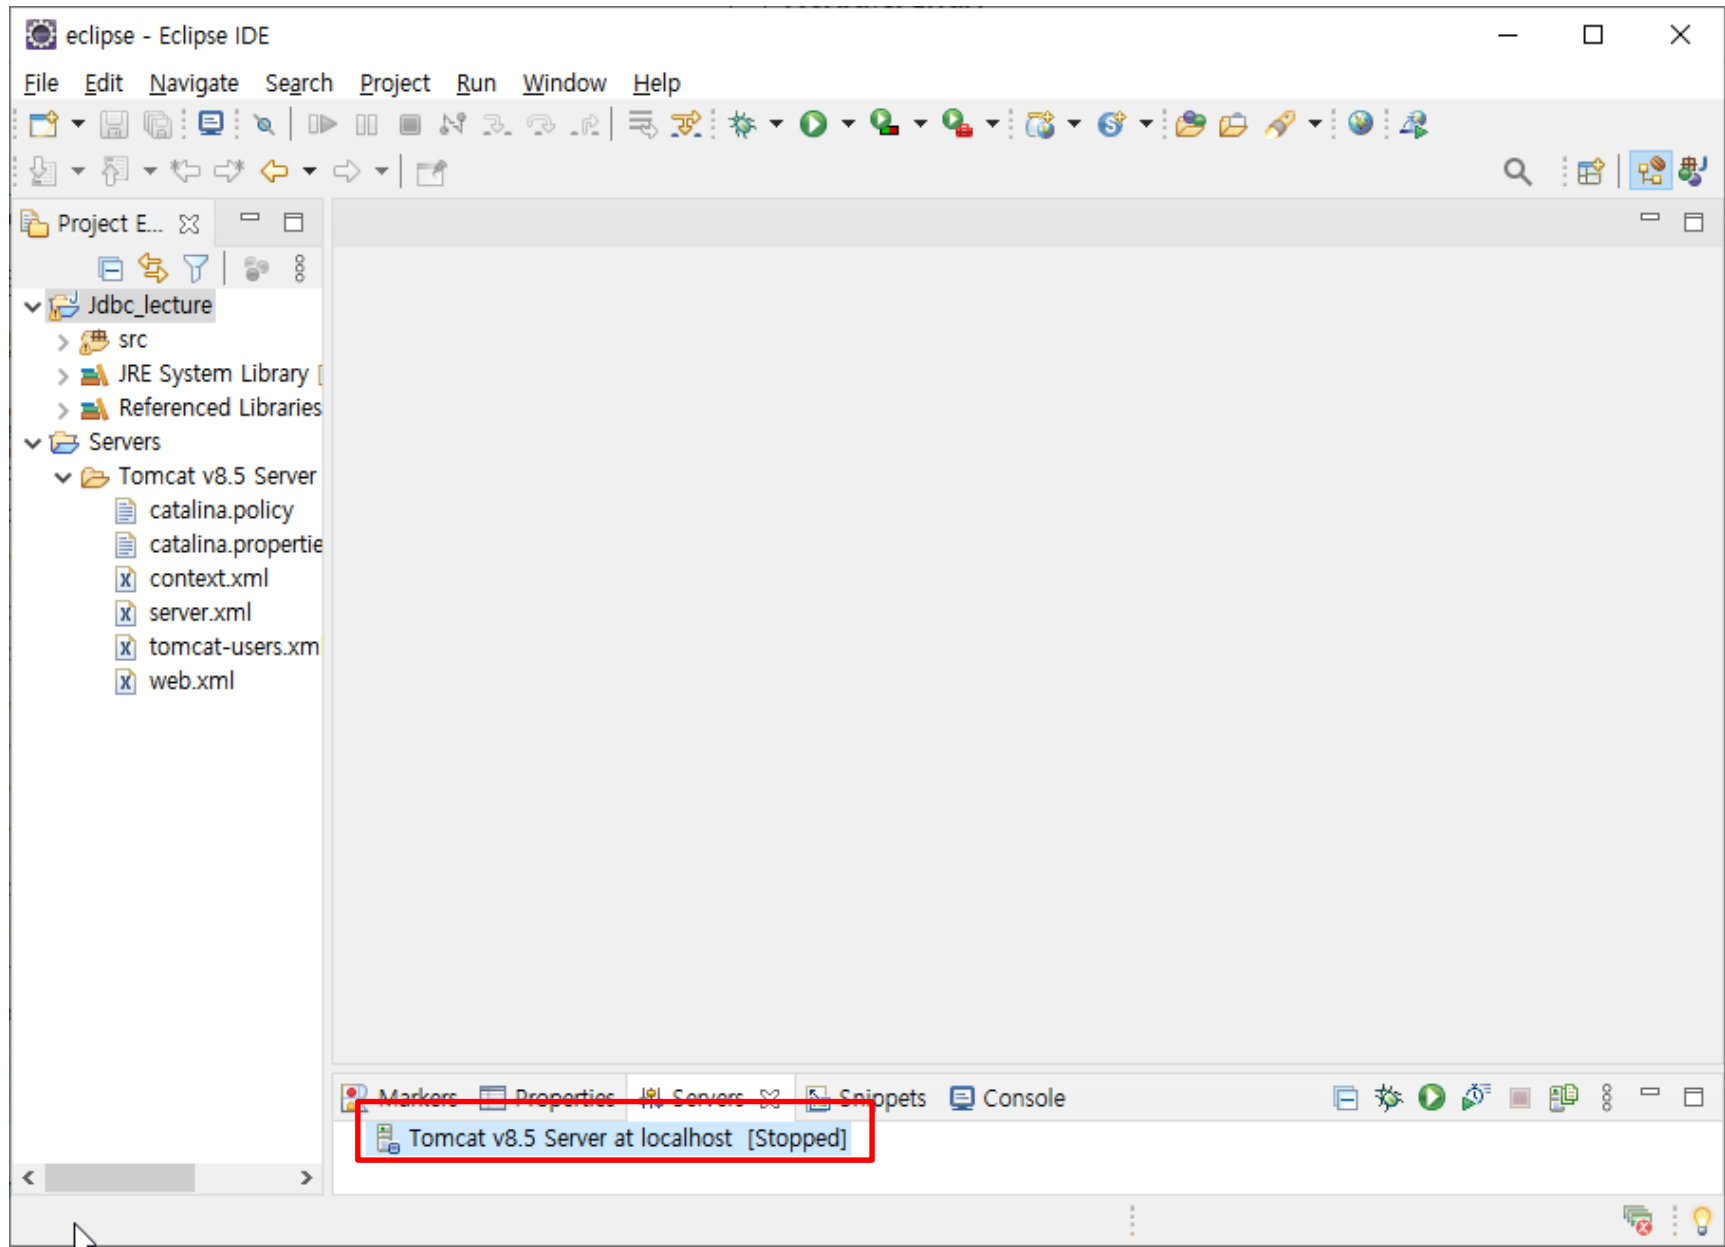 eclipse - Eclipse IDE
File Edit Navigate Search Project Run Window Help
Project E...
Jdbc_lecture
src
JRE System Library [
Referenced Libraries
Servers
Tomcat v8.5 Server
catalina.policy
catalina.propertie
context.xml
server.xml
tomcat-users.xm
web.xml
Markers Properties Servers Snippets Console
Tomcat v8.5 Server at localhost [Stopped]